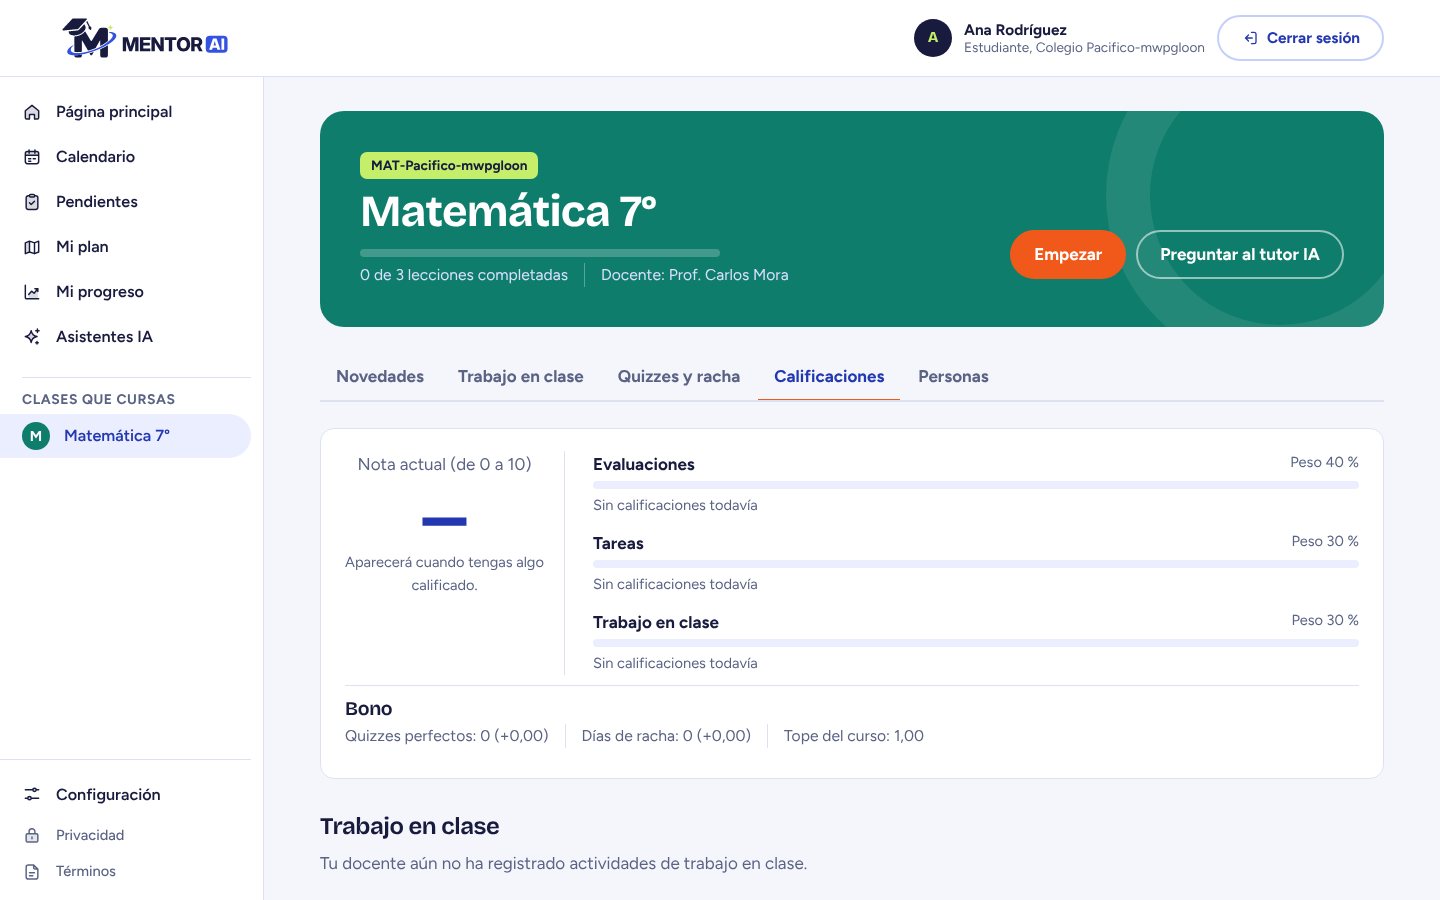 MENTOR AI
A
Ana Rodríguez
Estudiante, Colegio Pacifico-mwpgloon
Cerrar sesión
Página principal
Calendario
Pendientes
Mi plan
Mi progreso
Asistentes IA
CLASES QUE CURSAS
M Matemática 7°
Configuración
Privacidad
Términos
MAT-Pacifico-mwpgloon
Matemática 7°
0 de 3 lecciones completadas
Docente: Prof. Carlos Mora
Empezar
Preguntar al tutor IA
Novedades
Trabajo en clase
Quizzes y racha
Calificaciones
Personas
Nota actual (de 0 a 10)
—
Aparecerá cuando tengas algo
calificado.
Evaluaciones
Peso 40 %
Sin calificaciones todavía
Tareas
Peso 30 %
Sin calificaciones todavía
Trabajo en clase
Peso 30 %
Sin calificaciones todavía
Bono
Quizzes perfectos: 0 (+0,00)
Días de racha: 0 (+0,00)
Tope del curso: 1,00
Trabajo en clase
Tu docente aún no ha registrado actividades de trabajo en clase.